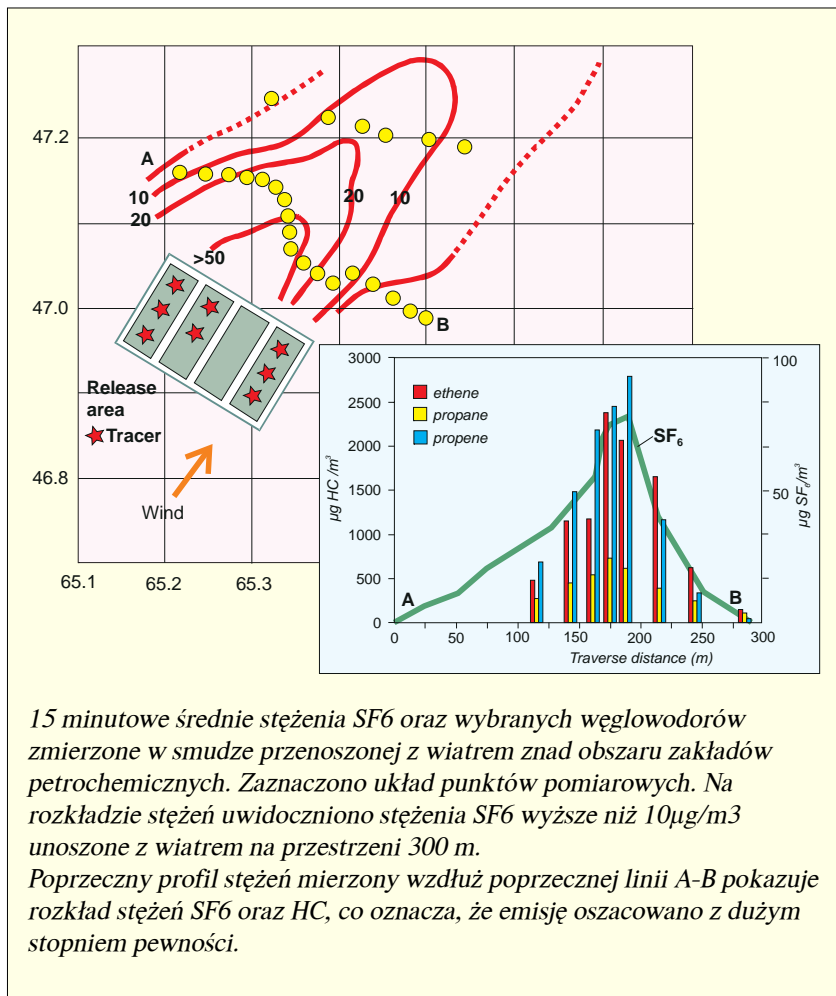 47.2
47.0
46.8
65.1 65.2 65.3
A
10
20
>50
20
10
B
Release
area
Tracer
Wind
3000
2500
2000
1500
1000
500
0
µg HC /m³
ethene
propane
propene
SF₆
A
B
100
50
µg SF₆/m³
0 50 150 150 200 250 300
Traverse distance (m)
15 minutowe średnie stężenia SF6 oraz wybranych węglowodorów
zmierzone w smudze przenoszonej z wiatrem znad obszaru zakładów
petrochemicznych. Zaznaczono układ punktów pomiarowych. Na
rozkładzie stężeń uwidoczniono stężenia SF6 wyższe niż 10µg/m3
unoszone z wiatrem na przestrzeni 300 m.
Poprzeczny profil stężeń mierzony wzdłuż poprzecznej linii A-B pokazuje
rozkład stężeń SF6 oraz HC, co oznacza, że emisję oszacowano z dużym
stopniem pewności.